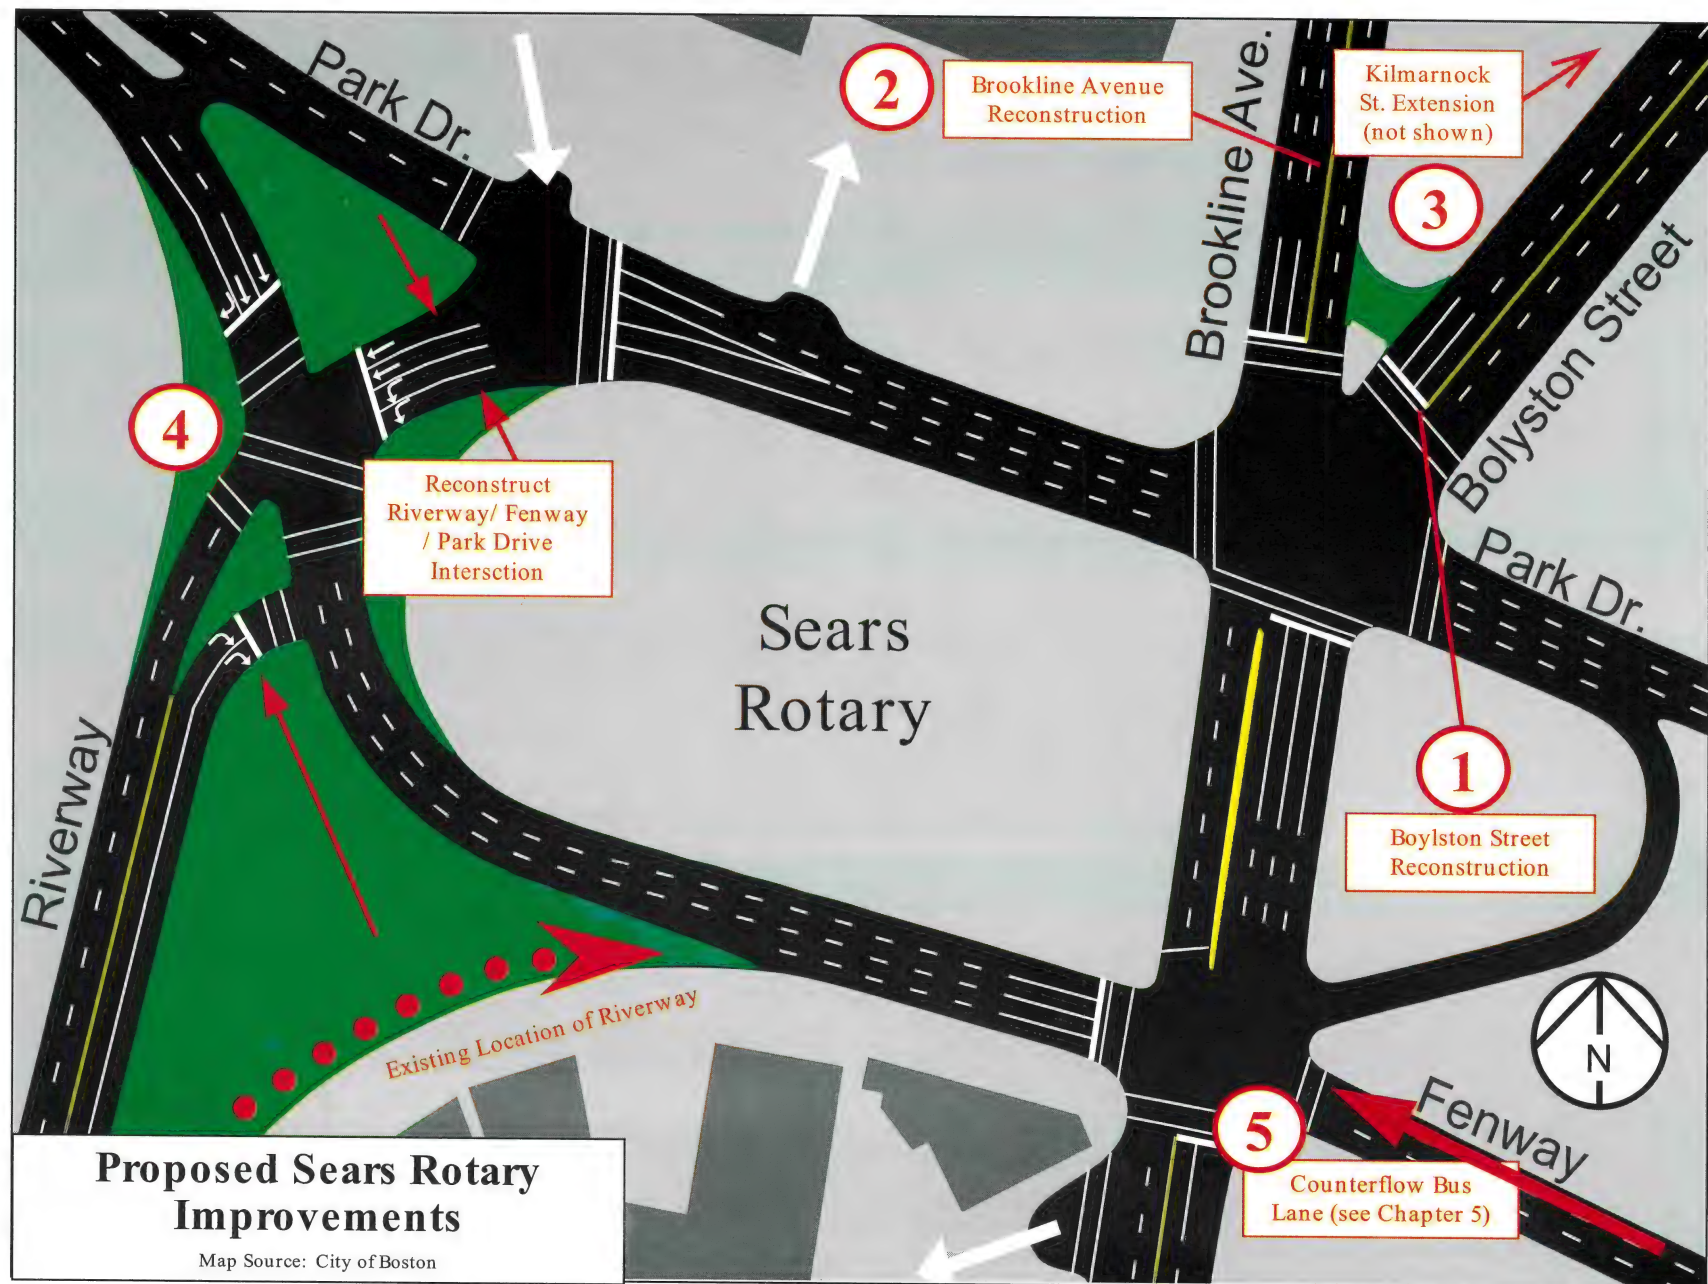 Park Dr.
2
Brookline Avenue
Reconstruction
Brookline Ave.
Kilmarnock
St. Extension
(not shown)
3
Bolyston Street
4
Reconstruct
Riverway/ Fenway
/ Park Drive
Intersction
Sears
Rotary
Park Dr.
1
Boylston Street
Reconstruction
Riverway
Existing Location of Riverway
N
Fenway
5
Counterflow Bus
Lane (see Chapter 5)
Proposed Sears Rotary
Improvements
Map Source: City of Boston